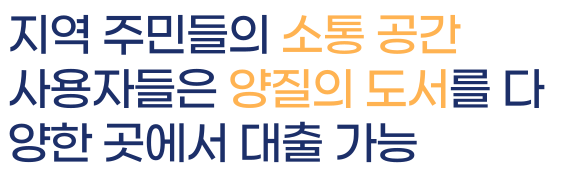 지역 주민들의 소통 공간
사용자들은 양질의 도서를 다
양한 곳에서 대출 가능